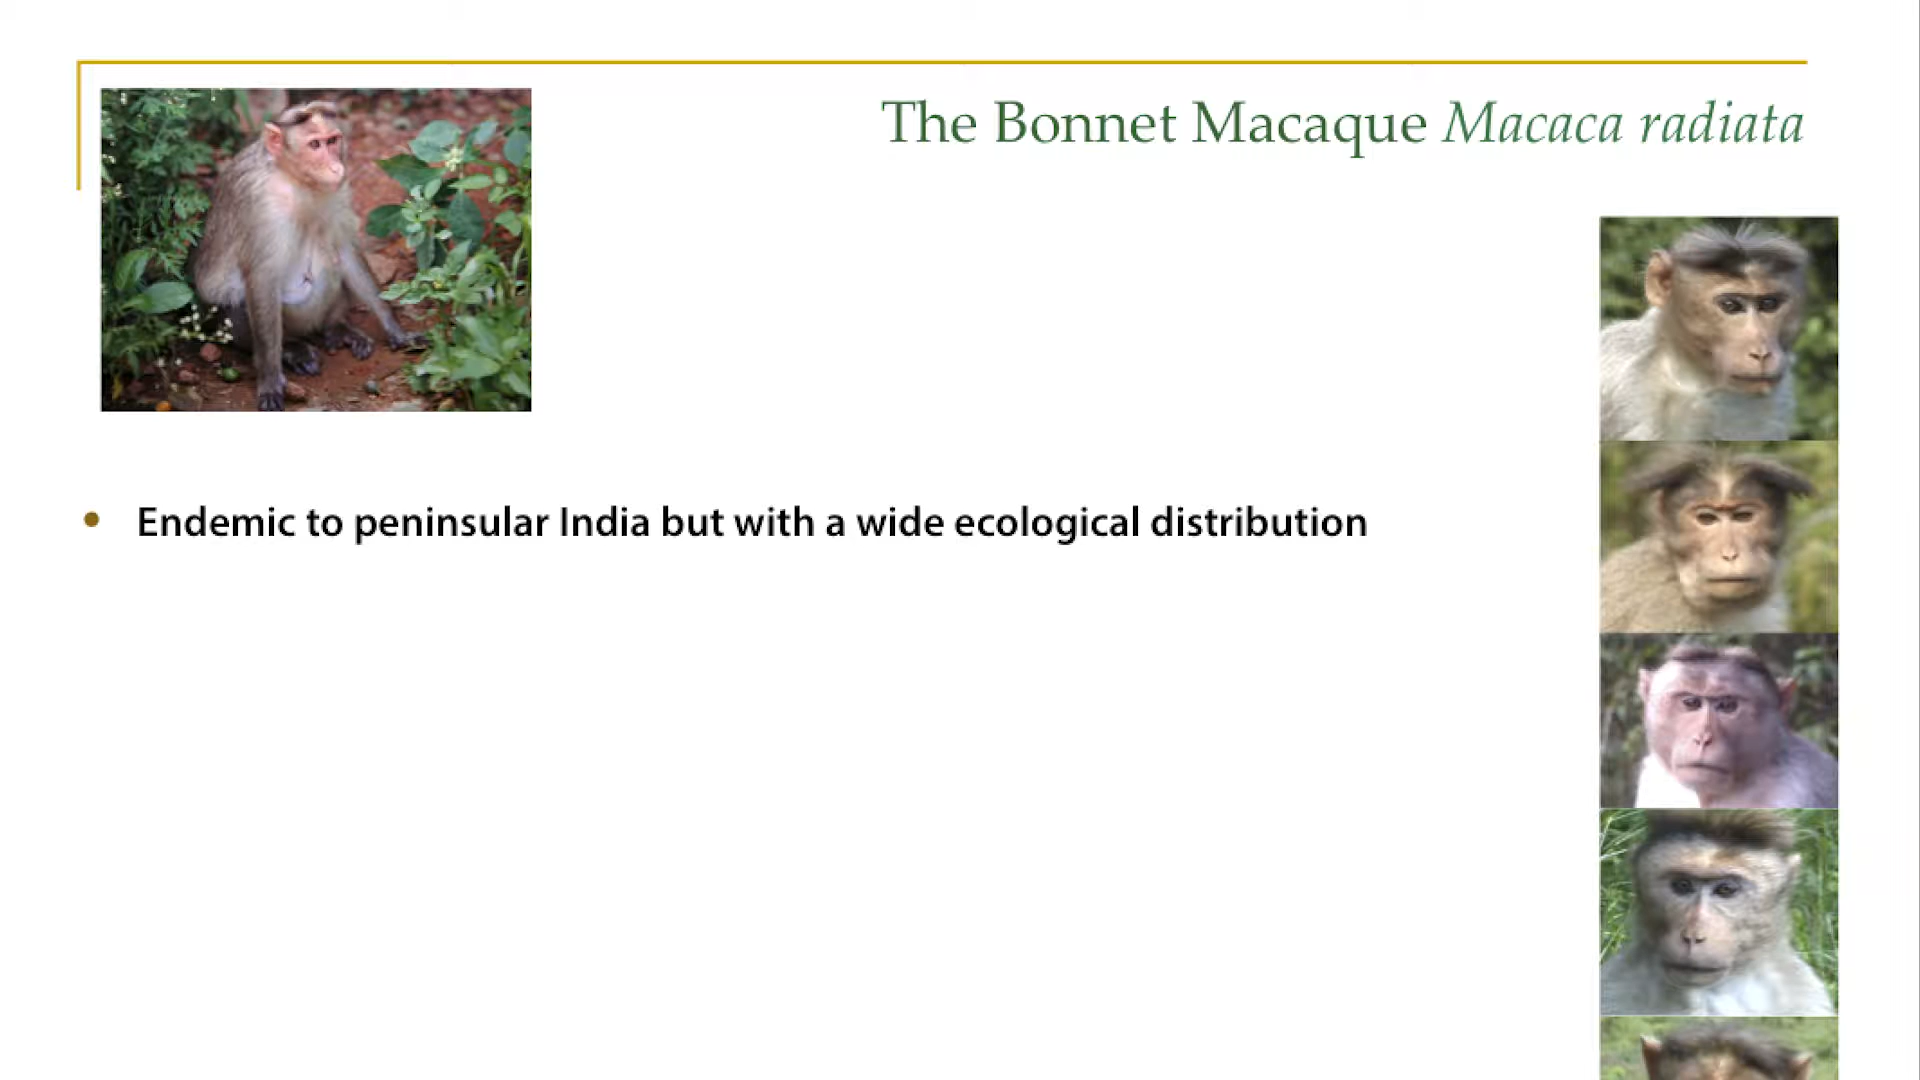 The Bonnet Macaque Macaca radiata
• Endemic to peninsular India but with a wide ecological distribution